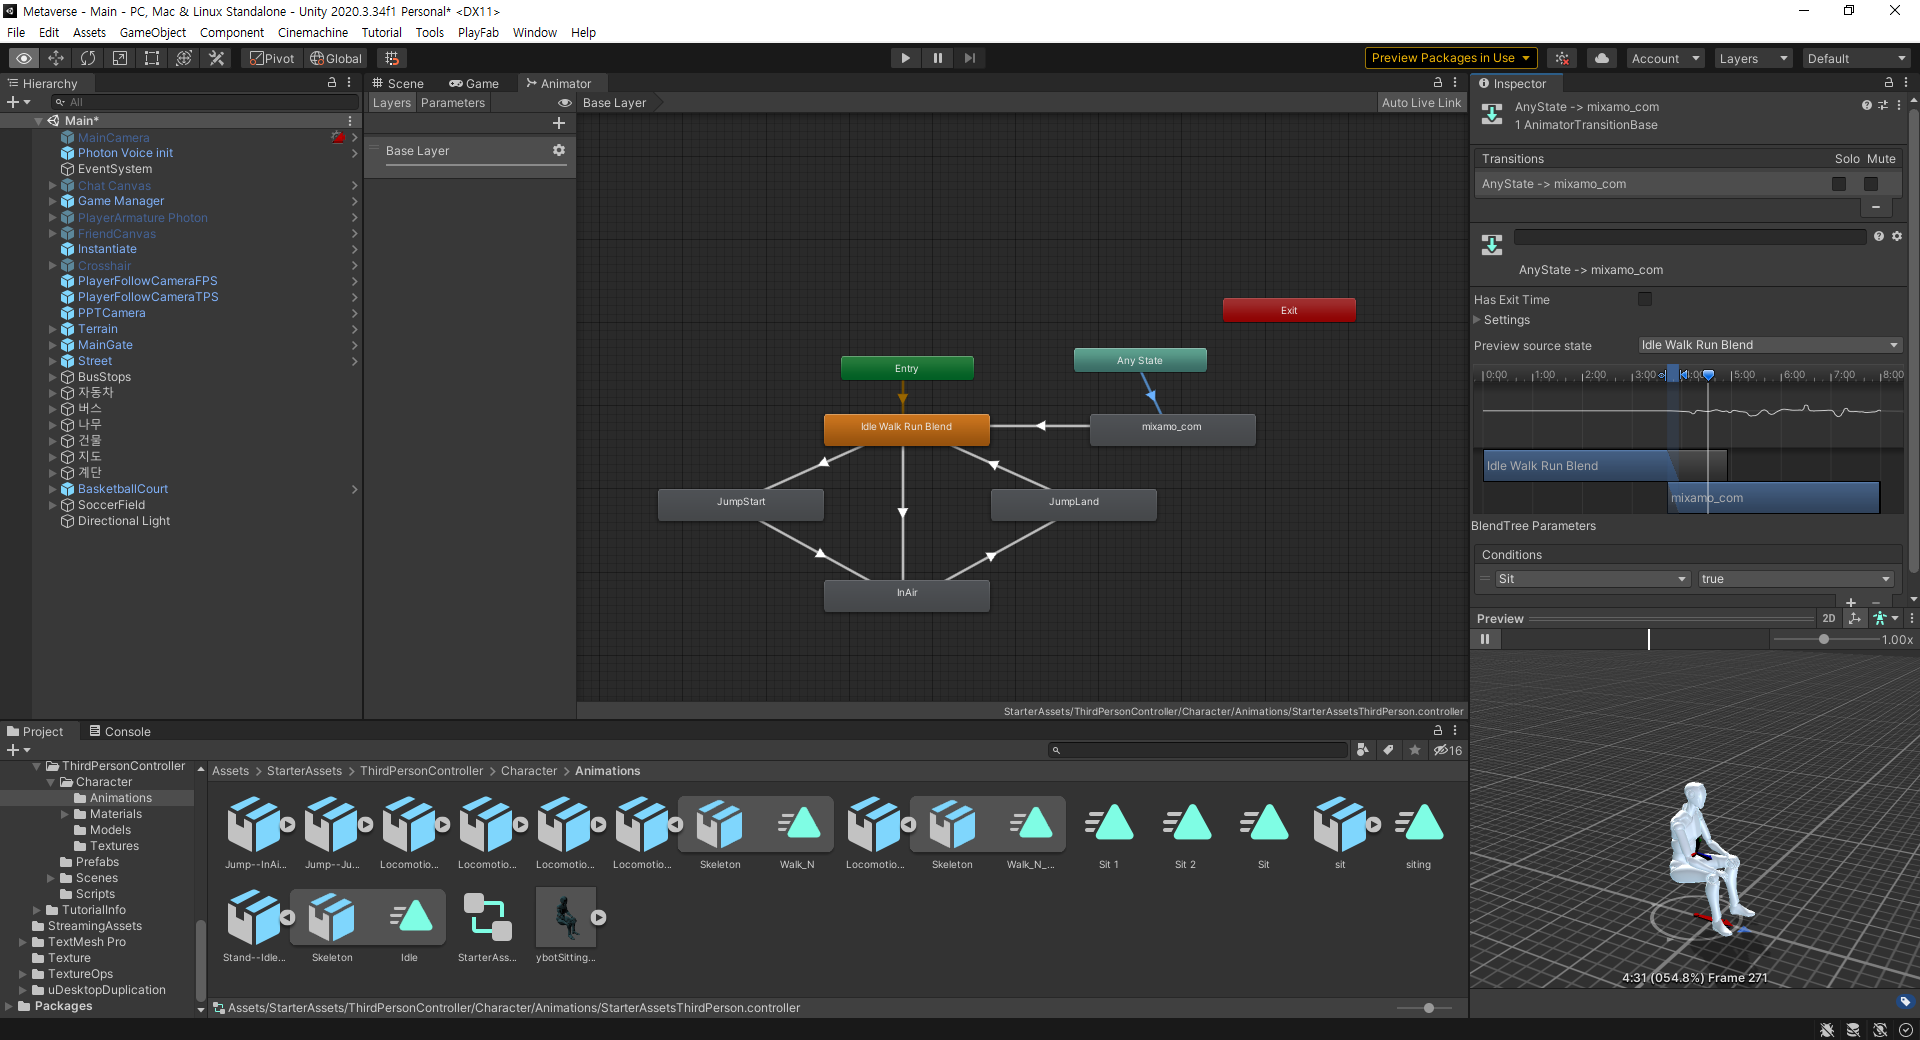 Metaverse - Main - PC, Mac & Linux Standalone - Unity 2020.3.34f1 Personal* <DX11>
File Edit Assets GameObject Component Cinemachine Tutorial Tools PlayFab Window Help
Pivot Global Preview Packages in Use Account Layers Default
Hierarchy
All
Main*
MainCamera
Photon Voice init
EventSystem
Chat Canvas
Game Manager
PlayerArmature Photon
FriendCanvas
Instantiate
Crosshair
PlayerFollowCameraFPS
PlayerFollowCameraTPS
PPTCamera
Terrain
MainGate
Street
BusStops
자동차
버스
나무
건물
지도
계단
BasketballCourt
SoccerField
Directional Light
Scene Game Animator
Layers Parameters
Base Layer
Auto Live Link
Base Layer
Exit
Any State
Entry
Idle Walk Run Blend
mixamo_com
JumpStart
JumpLand
InAir
StarterAssets/ThirdPersonController/Character/Animations/StarterAssetsThirdPerson.controller
Inspector
AnyState -> mixamo_com
1 AnimatorTransitionBase
Transitions Solo Mute
AnyState -> mixamo_com
AnyState -> mixamo_com
Has Exit Time
Settings
Preview source state Idle Walk Run Blend
0:00 1:00 2:00 3:00 4:00 5:00 6:00 7:00 8:00
Idle Walk Run Blend
mixamo_com
BlendTree Parameters
Conditions
Sit true
Preview 2D
1.00x
4:31 (054.8%) Frame 271
Project Console
16
ThirdPersonController
Character
Animations
Materials
Models
Textures
Prefabs
Scenes
Scripts
TutorialInfo
StreamingAssets
TextMesh Pro
Texture
TextureOps
uDesktopDuplication
Packages
Assets > StarterAssets > ThirdPersonController > Character > Animations
Jump--InAi... Jump--Ju... Locomotio... Locomotio... Locomotio... Locomotio... Skeleton Walk_N Locomotio... Skeleton Walk_N_... Sit 1 Sit 2 Sit sit siting
Stand--Idle... Skeleton Idle StarterAss... ybotSitting...
Assets/StarterAssets/ThirdPersonController/Character/Animations/StarterAssetsThirdPerson.controller